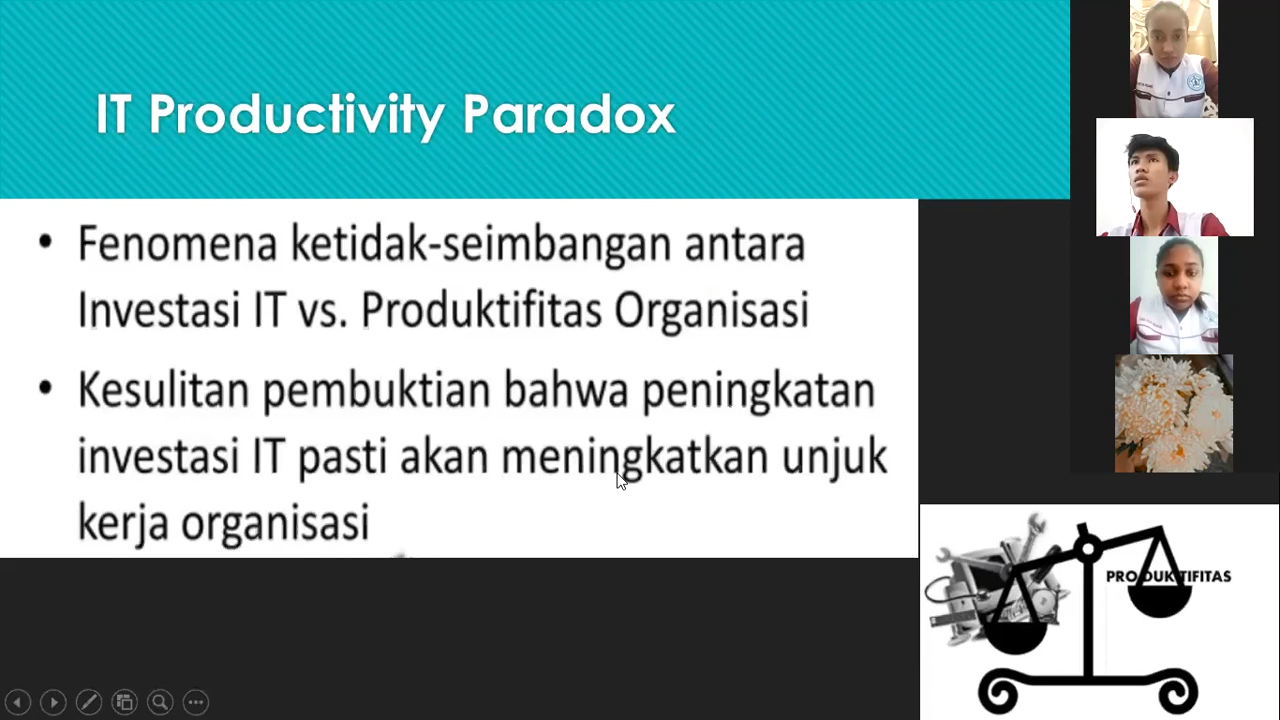 IT Productivity Paradox
• Fenomena ketidak-seimbangan antara
Investasi IT vs. Produktifitas Organisasi
• Kesulitan pembuktian bahwa peningkatan
investasi IT pasti akan meningkatkan unjuk
kerja organisasi
PRODUKTIFITAS